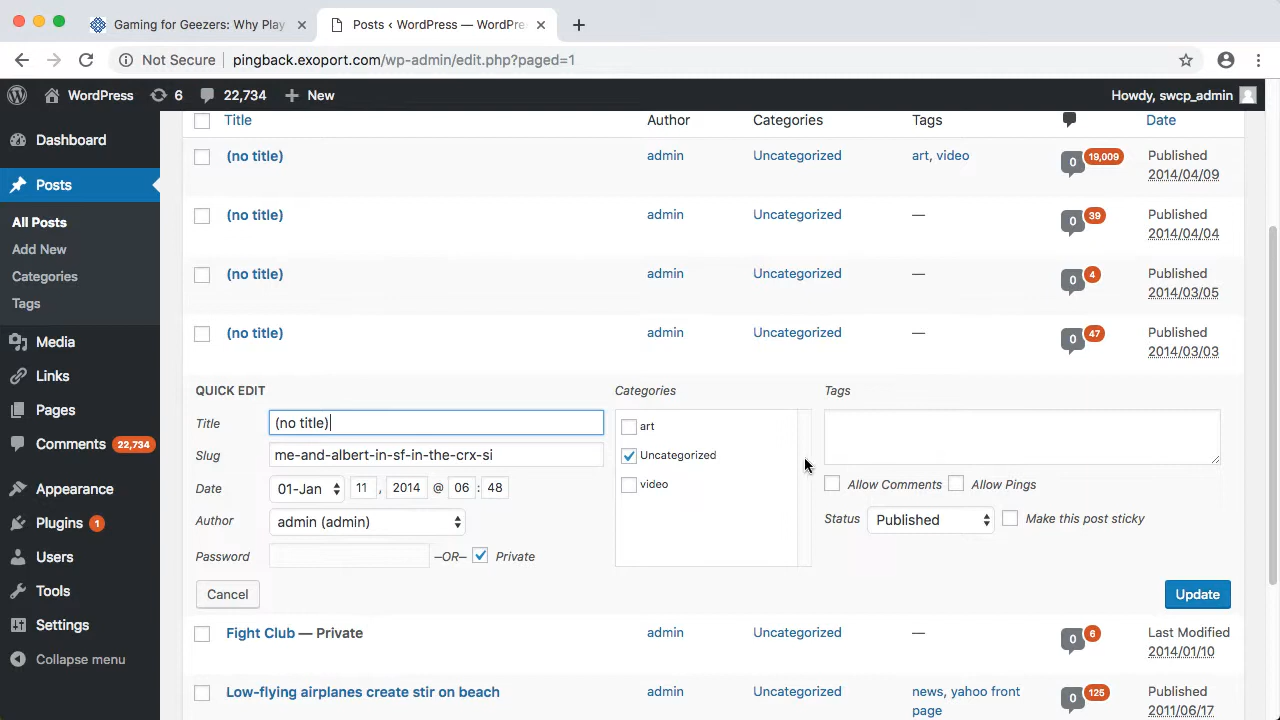 Gaming for Geezers: Why Play
Posts ‹ WordPress — WordPre
Not Secure pingback.exoport.com/wp-admin/edit.php?paged=1
WordPress 6 22,734 New Howdy, swcp_admin
Dashboard
Posts
All Posts
Add New
Categories
Tags
Media
Links
Pages
Comments 22,734
Appearance
Plugins 1
Users
Tools
Settings
Collapse menu
Title Author Categories Tags Date
(no title) admin Uncategorized art, video 0 19,009 Published
2014/04/09
(no title) admin Uncategorized — 0 39 Published
2014/04/04
(no title) admin Uncategorized — 0 4 Published
2014/03/05
(no title) admin Uncategorized — 0 47 Published
2014/03/03
QUICK EDIT
Title (no title)
Slug me-and-albert-in-sf-in-the-crx-si
Date 01-Jan 11 , 2014 @ 06 : 48
Author admin (admin)
Password –OR– Private
Categories
art
Uncategorized
video
Tags
Allow Comments Allow Pings
Status Published Make this post sticky
Cancel Update
Fight Club — Private admin Uncategorized — 0 6 Last Modified
2014/01/10
Low-flying airplanes create stir on beach admin Uncategorized news, yahoo front 0 125 Published
page 2011/06/17